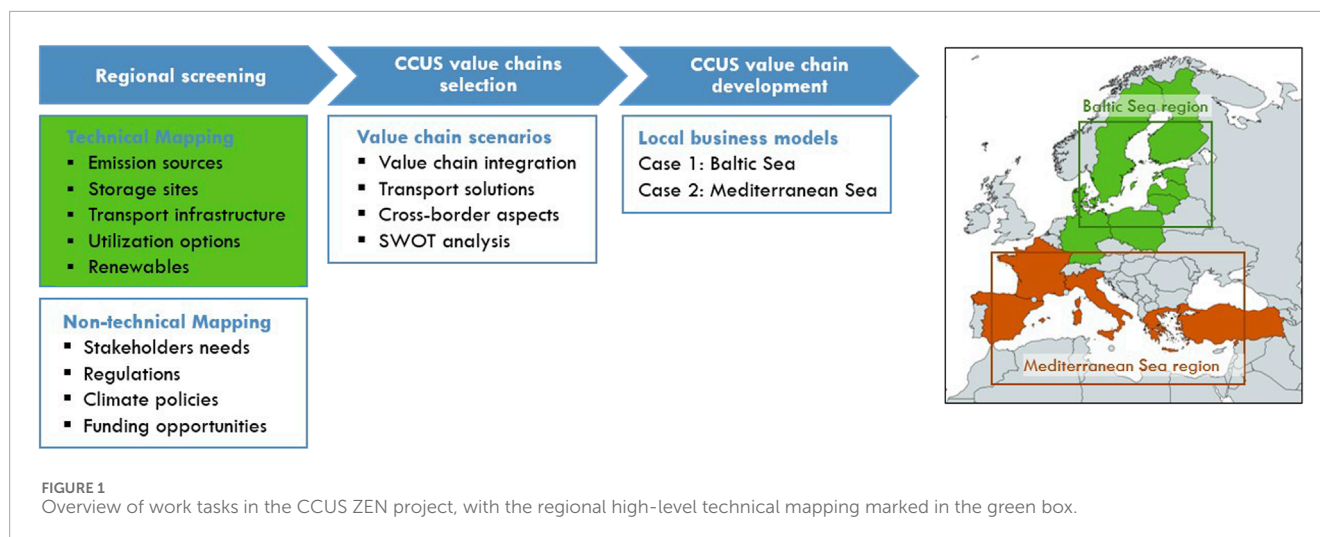 Regional screening
CCUS value chains
selection
CCUS value chain
development
Technical Mapping
▪ Emission sources
▪ Storage sites
▪ Transport infrastructure
▪ Utilization options
▪ Renewables
Non-technical Mapping
▪ Stakeholders needs
▪ Regulations
▪ Climate policies
▪ Funding opportunities
Value chain scenarios
▪ Value chain integration
▪ Transport solutions
▪ Cross-border aspects
▪ SWOT analysis
Local business models
Case 1: Baltic Sea
Case 2: Mediterranean Sea
Baltic Sea region
Mediterranean Sea region
FIGURE 1
Overview of work tasks in the CCUS ZEN project, with the regional high-level technical mapping marked in the green box.